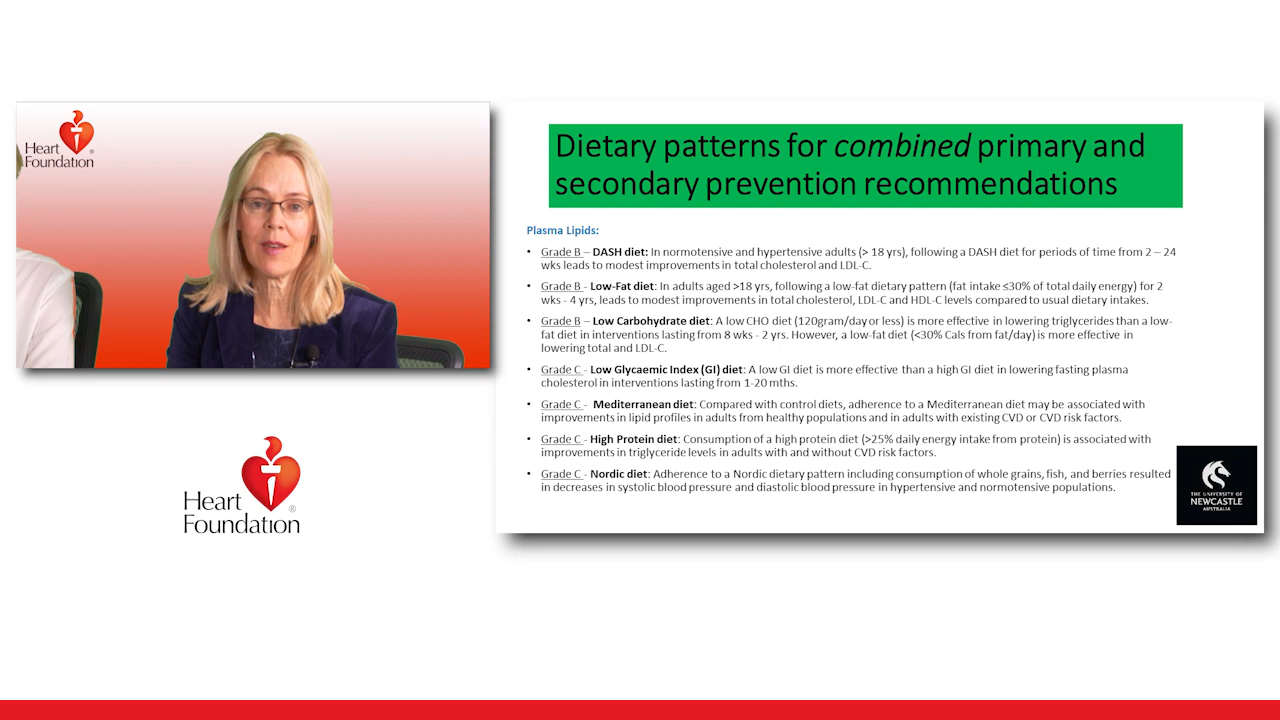 Heart
Foundation
Dietary patterns for combined primary and
secondary prevention recommendations
Plasma Lipids:
• Grade B – DASH diet: In normotensive and hypertensive adults (> 18 yrs), following a DASH diet for periods of time from 2 – 24
wks leads to modest improvements in total cholesterol and LDL-C.
• Grade B - Low-Fat diet: In adults aged >18 yrs, following a low-fat dietary pattern (fat intake ≤30% of total daily energy) for 2
wks - 4 yrs, leads to modest improvements in total cholesterol, LDL-C and HDL-C levels compared to usual dietary intakes.
• Grade B – Low Carbohydrate diet: A low CHO diet (120gram/day or less) is more effective in lowering triglycerides than a low-
fat diet in interventions lasting from 8 wks - 2 yrs. However, a low-fat diet (<30% Cals from fat/day) is more effective in
lowering total and LDL-C.
• Grade C - Low Glycaemic Index (GI) diet: A low GI diet is more effective than a high GI diet in lowering fasting plasma
cholesterol in interventions lasting from 1-20 mths.
• Grade C - Mediterranean diet: Compared with control diets, adherence to a Mediterranean diet may be associated with
improvements in lipid profiles in adults from healthy populations and in adults with existing CVD or CVD risk factors.
• Grade C - High Protein diet: Consumption of a high protein diet (>25% daily energy intake from protein) is associated with
improvements in triglyceride levels in adults with and without CVD risk factors.
• Grade C - Nordic diet: Adherence to a Nordic dietary pattern including consumption of whole grains, fish, and berries resulted
in decreases in systolic blood pressure and diastolic blood pressure in hypertensive and normotensive populations.
THE UNIVERSITY OF
NEWCASTLE
AUSTRALIA
Heart
Foundation®